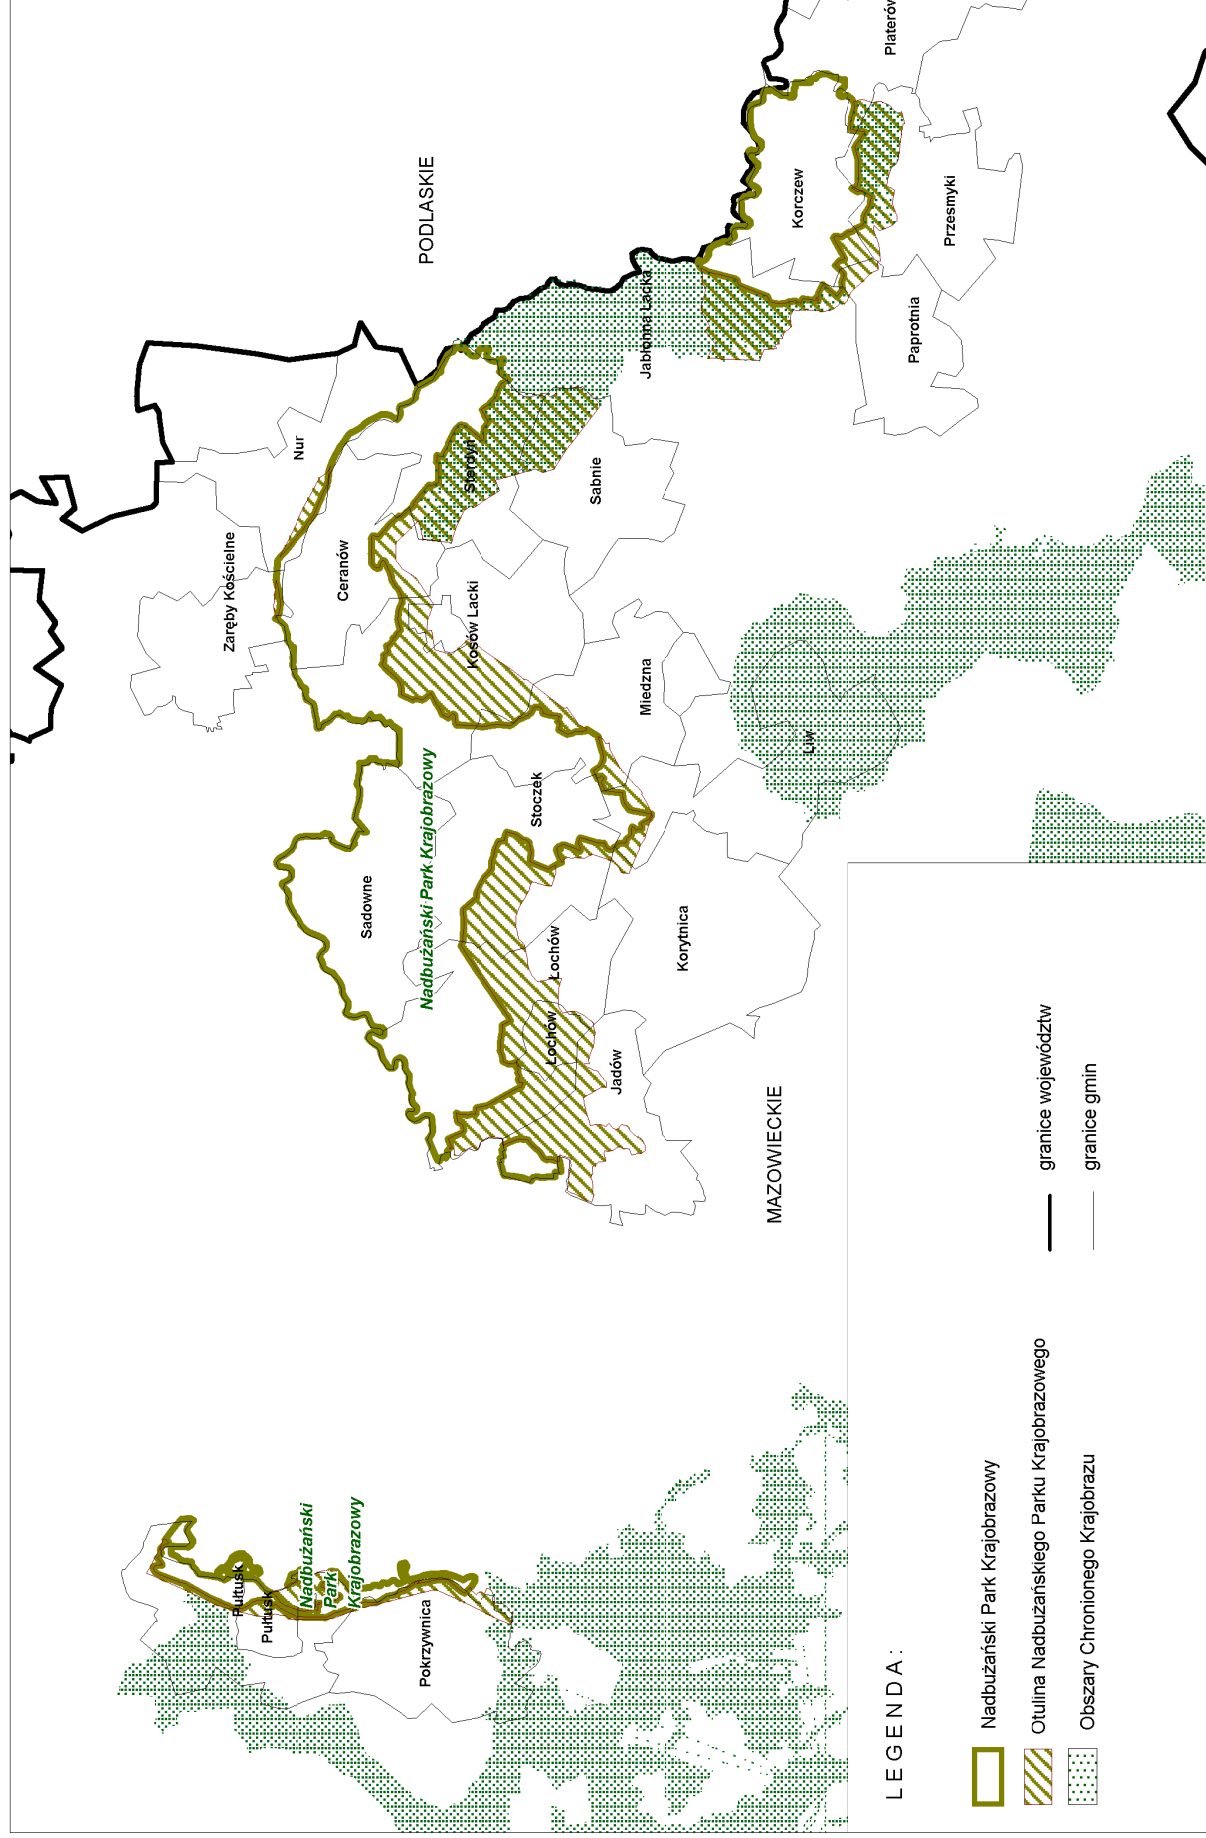 PODLASKIE
Platerów
Korczew
Przesmyki
Paprotnia
Jabłonna Lacka
Nur
Sterdyń
Sabnie
Zaręby Kościelne
Ceranów
Kosów Lacki
Miedzna
Liw
Stoczek
Nadbużański Park Krajobrazowy
Sadowne
Łochów
Łochów
Korytnica
Jadów
MAZOWIECKIE
Pułtusk
Pułtusk
Nadbużański
Park
Krajobrazowy
Pokrzywnica
LEGENDA:
Nadbużański Park Krajobrazowy
Otulina Nadbużańskiego Parku Krajobrazowego
Obszary Chronionego Krajobrazu
granice województw
granice gmin